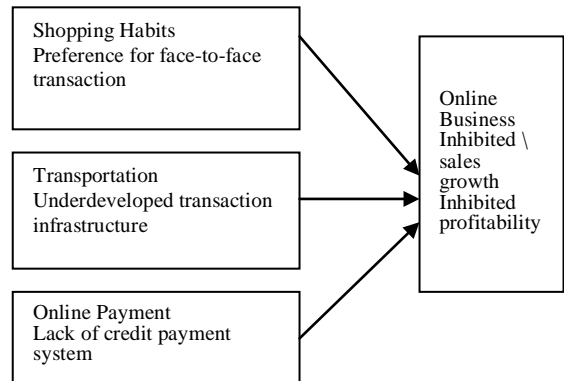 Shopping Habits
Preference for face-to-face
transaction
Transportation
Underdeveloped transaction
infrastructure
Online Payment
Lack of credit payment
system
Online
Business
Inhibited \
sales
growth
Inhibited
profitability